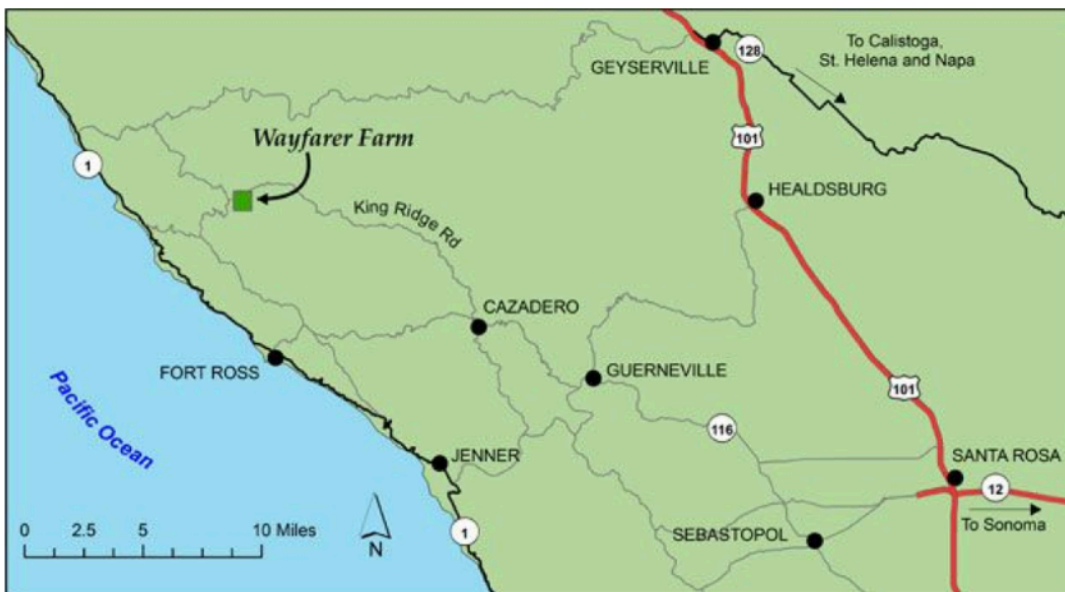 GEYSERVILLE
128
To Calistoga,
St. Helena and Napa
Wayfarer Farm
101
1
HEALDSBURG
King Ridge Rd
CAZADERO
FORT ROSS
GUERNEVILLE
101
Pacific Ocean
116
JENNER
SANTA ROSA
12
To Sonoma
0 2.5 5 10 Miles
N
1
SEBASTOPOL